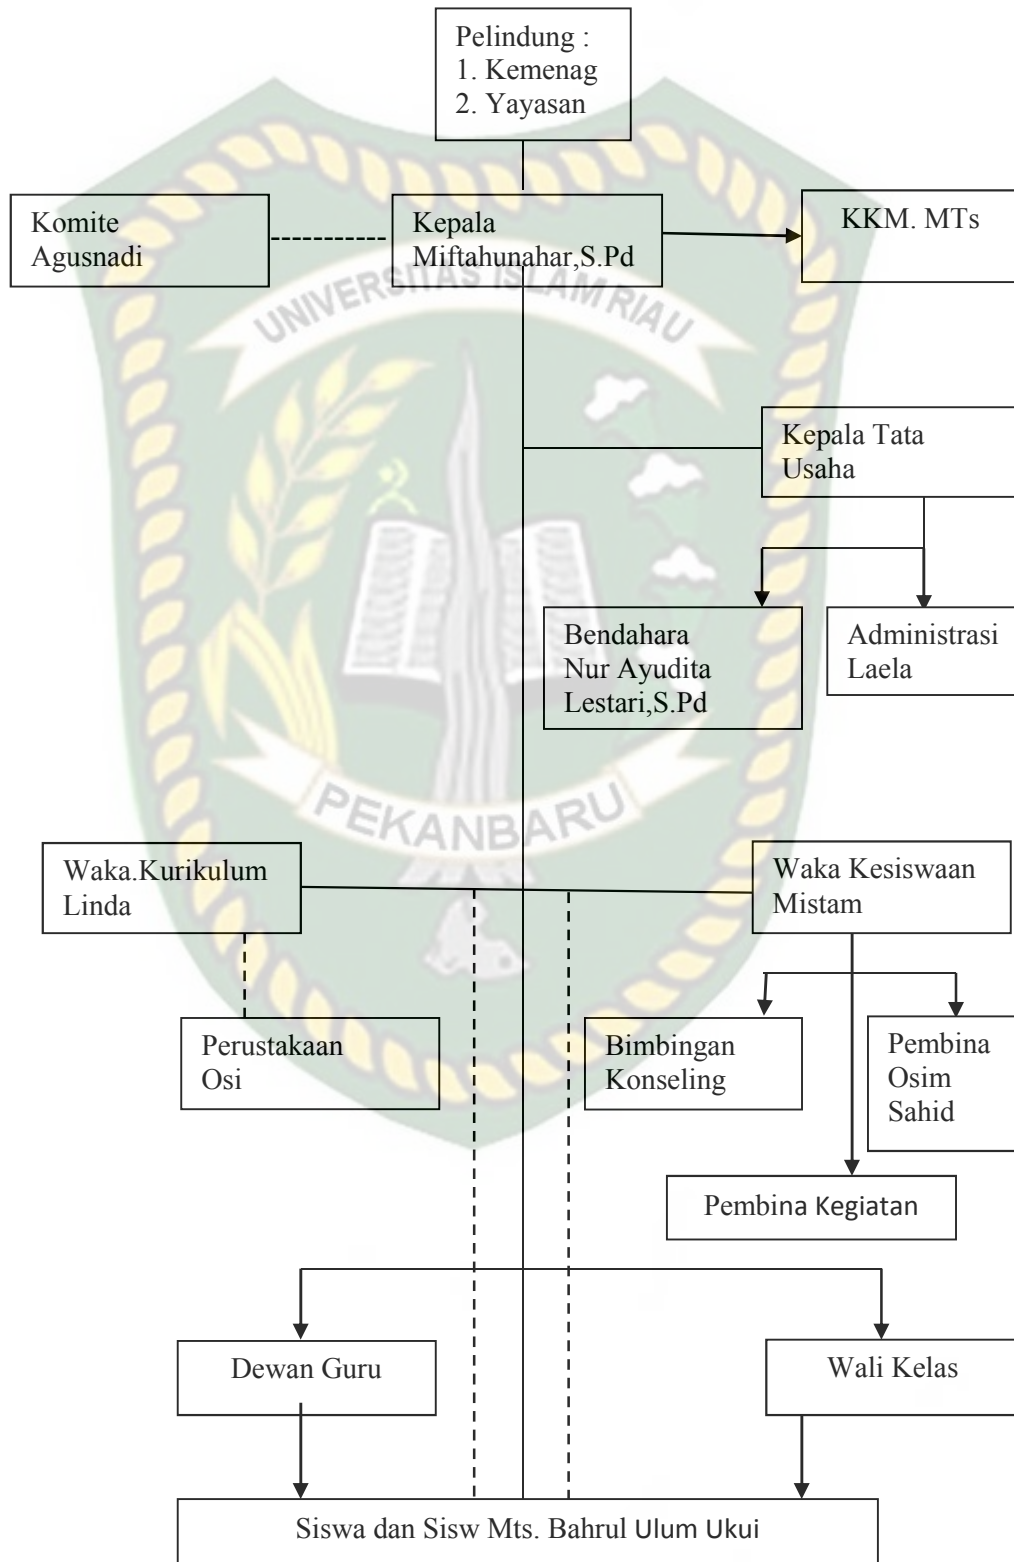 Pelindung :
1. Kemenag
2. Yayasan
Komite
Agusnadi
Kepala
Miftahunahar,S.Pd
KKM. MTs
UNIVERSITAS ISLAM RIAU
Kepala Tata
Usaha
Bendahara
Nur Ayudita
Lestari,S.Pd
Administrasi
Laela
PEKANBARU
Waka.Kurikulum
Linda
Waka Kesiswaan
Mistam
Perustakaan
Osi
Bimbingan
Konseling
Pembina
Osim
Sahid
Pembina Kegiatan
Dewan Guru
Wali Kelas
Siswa dan Sisw Mts. Bahrul Ulum Ukui